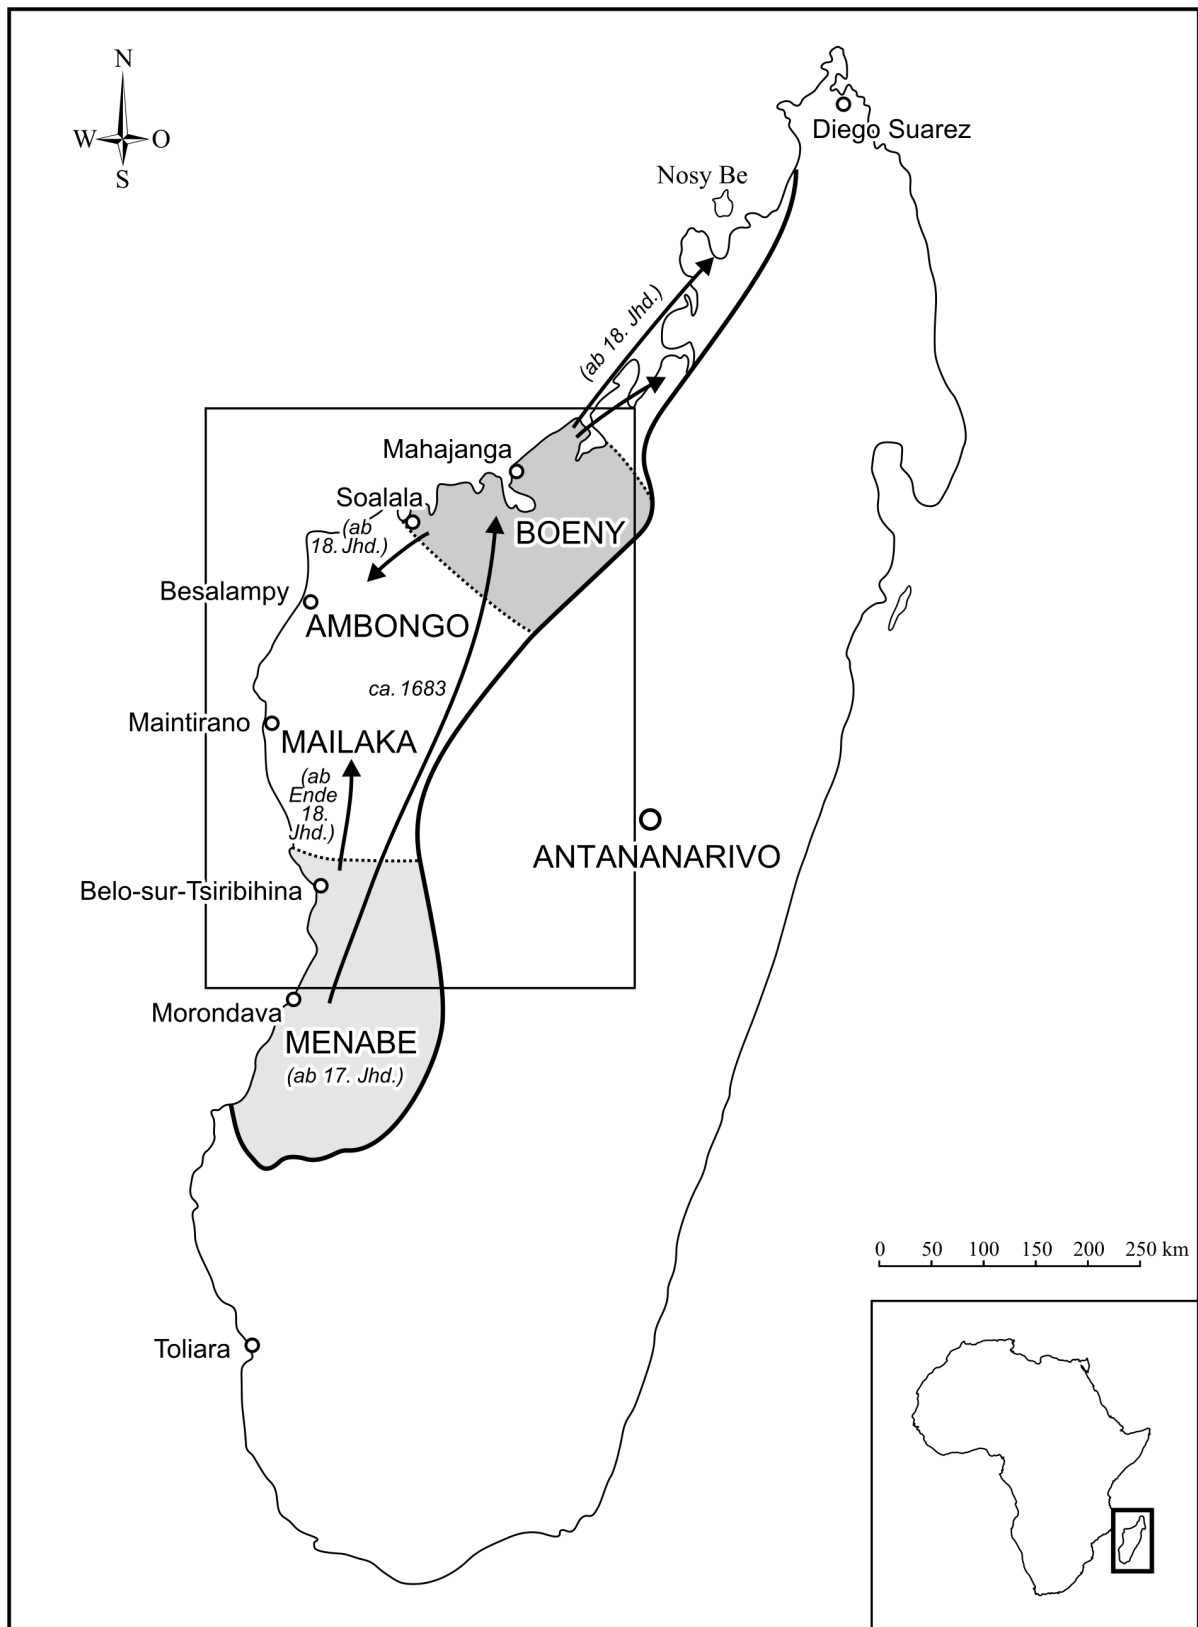 N
W O
S
Diego Suarez
Nosy Be
(ab 18. Jhd.)
Mahajanga
Soalala
(ab
18. Jhd.)
BOENY
Besalampy
AMBONGO
ca. 1683
Maintirano
MAILAKA
(ab
Ende
18.
Jhd.)
ANTANANARIVO
Belo-sur-Tsiribihina
Morondava
MENABE
(ab 17. Jhd.)
0 50 100 150 200 250 km
Toliara